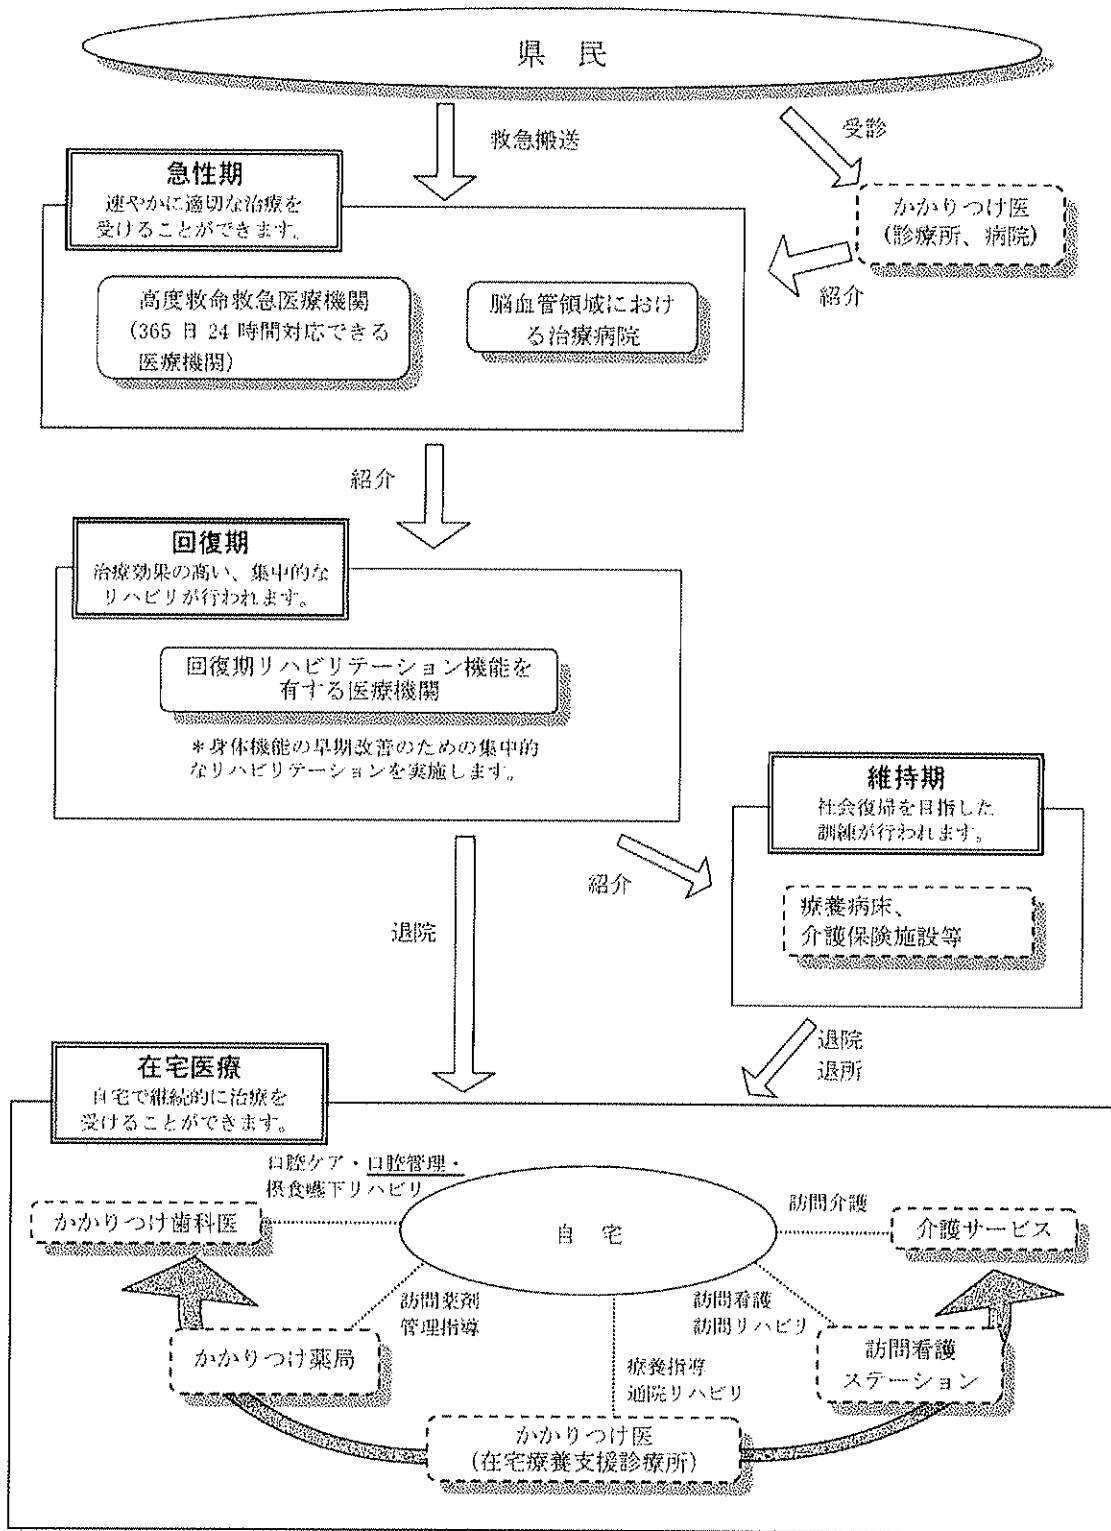 県 民
救急搬送
受診
急性期
速やかに適切な治療を
受けることができます。
かかりつけ医
(診療所、病院)
紹介
高度救命救急医療機関
(365 日 24 時間対応できる
医療機関)
脳血管領域におけ
る治療病院
紹介
回復期
治療効果の高い、集中的な
リハビリが行われます。
回復期リハビリテーション機能を
有する医療機関
＊身体機能の早期改善のための集中的
なリハビリテーションを実施します。
維持期
社会復帰を目指した
訓練が行われます。
紹介
療養病床、
介護保険施設等
退院
退院
退所
在宅医療
自宅で継続的に治療を
受けることができます。
口腔ケア・口腔管理・
摂食嚥下リハビリ
かかりつけ歯科医
自 宅
訪問介護
介護サービス
訪問薬剤
管理指導
訪問看護
訪問リハビリ
かかりつけ薬局
療養指導
通院リハビリ
訪問看護
ステーション
かかりつけ医
(在宅療養支援診療所)